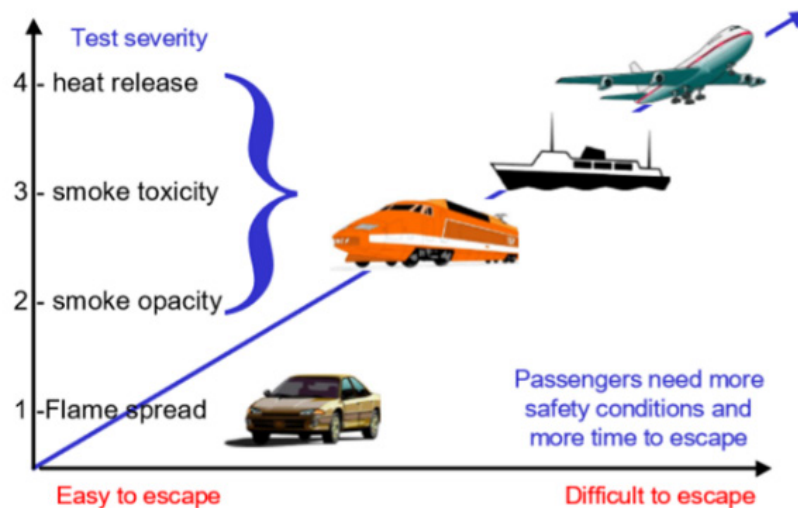 Test severity
4 - heat release
3 - smoke toxicity
2 - smoke opacity
1 -Flame spread
Passengers need more
safety conditions and
more time to escape
Easy to escape
Difficult to escape